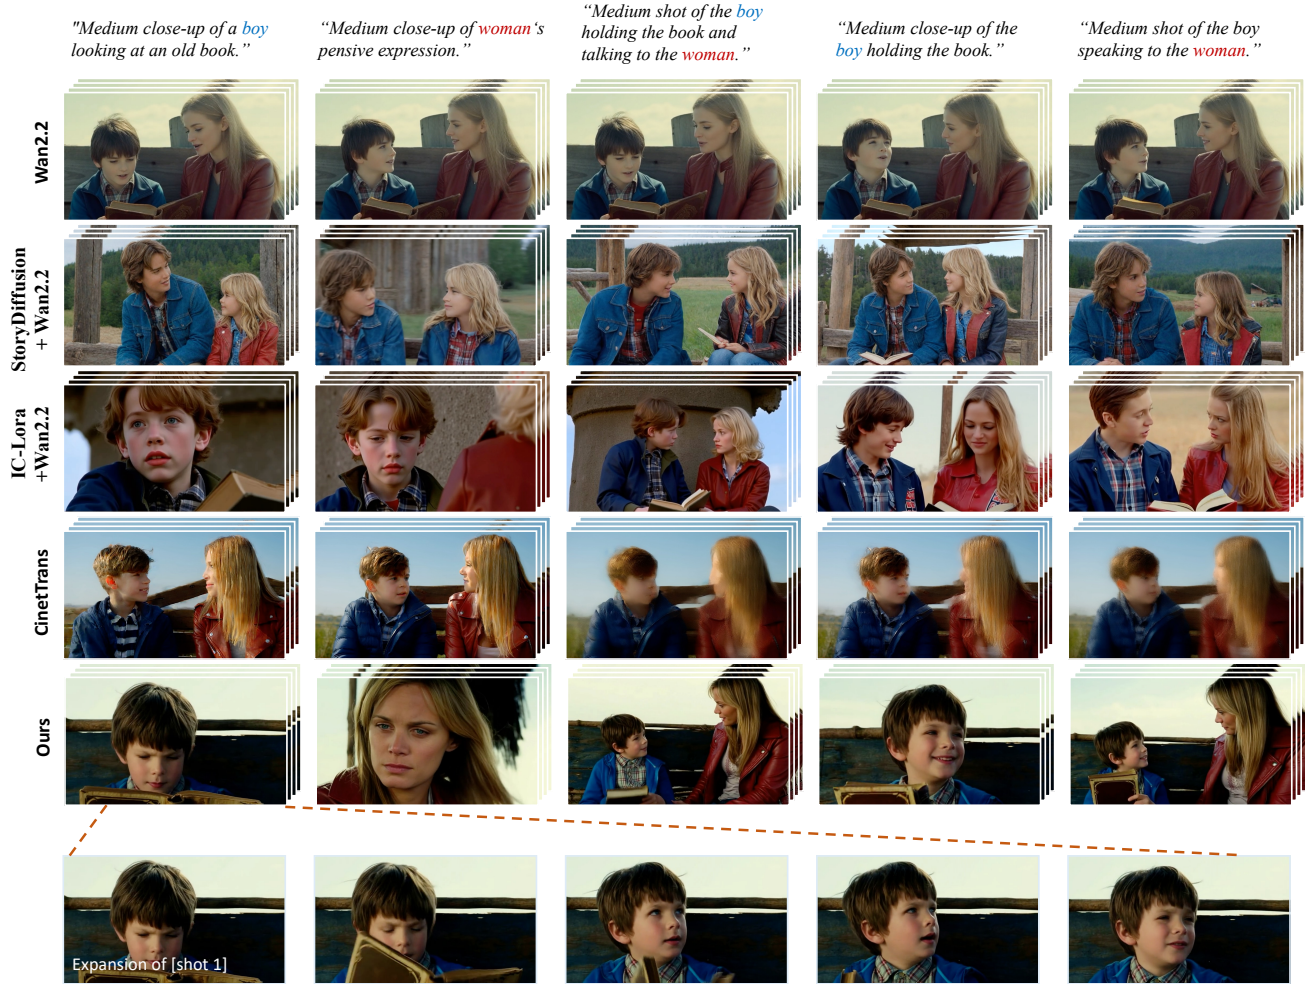 "Medium close-up of a boy
looking at an old book.”
“Medium close-up of woman‘s
pensive expression.”
“Medium shot of the boy
holding the book and
talking to the woman.”
“Medium close-up of the
boy holding the book.”
“Medium shot of the boy
speaking to the woman.”
Wan2.2
StoryDiffusion
+ Wan2.2
IC-Lora
+Wan2.2
CinetTrans
Ours
Expansion of [shot 1]